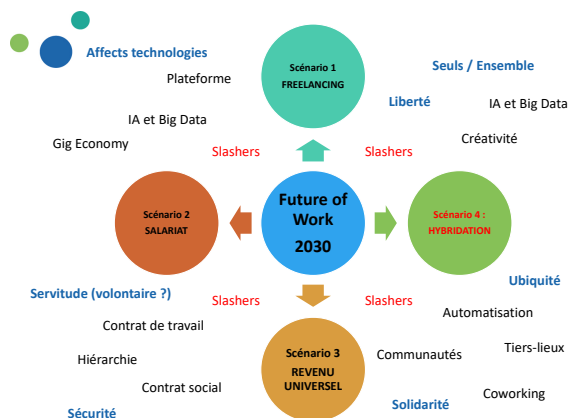 Affects technologies
Plateforme
IA et Big Data
Gig Economy
Slashers
Scénario 1
FREELANCING
Seuls / Ensemble
Liberté
IA et Big Data
Créativité
Slashers
Scénario 2
SALARIAT
Future of
Work
2030
Scénario 4 :
HYBRIDATION
Servitude (voluntaire ?)
Slashers
Contrat de travail
Hiérarchie
Contrat social
Sécurité
Scénario 3
REVENU
UNIVERSEL
Slashers
Ubiquité
Automatisation
Communautés
Tiers-lieux
Coworking
Solidarité